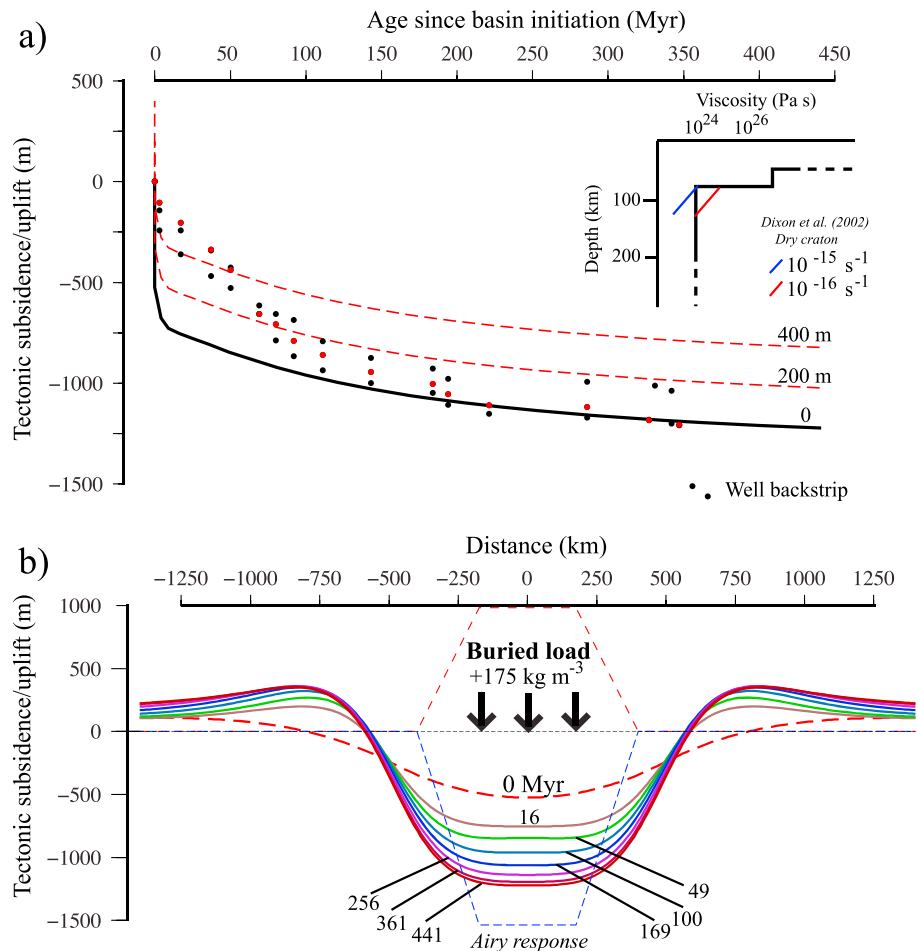 a)
Age since basin initiation (Myr)
0 50 100 150 200 250 300 350 400 450
Tectonic subsidence/uplift (m)
500
0
−500
−1000
−1500
Viscosity (Pa s)
10^24 10^26
Depth (km)
100
200
Dixon et al. (2002)
Dry craton
10^-15 s^-1
10^-16 s^-1
400 m
200 m
0
Well backstrip
b)
Distance (km)
−1250 −1000 −750 −500 −250 0 250 500 750 1000 1250
Tectonic subsidence/uplift (m)
1000
500
0
−500
−1000
−1500
Buried load
+175 kg m^-3
0 Myr
16
49
100
169
256
361
441
Airy response